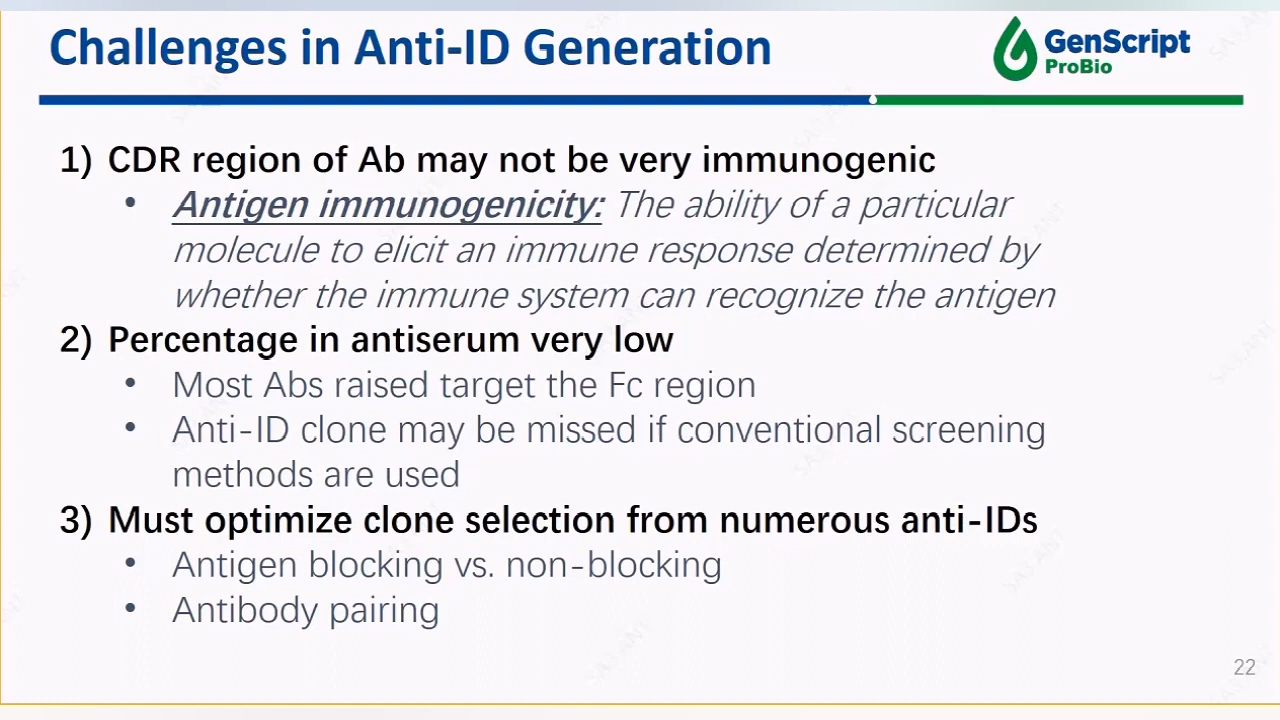 Challenges in Anti-ID Generation
GenScript
ProBio
1) CDR region of Ab may not be very immunogenic
• Antigen immunogenicity: The ability of a particular
molecule to elicit an immune response determined by
whether the immune system can recognize the antigen
2) Percentage in antiserum very low
• Most Abs raised target the Fc region
• Anti-ID clone may be missed if conventional screening
methods are used
3) Must optimize clone selection from numerous anti-IDs
• Antigen blocking vs. non-blocking
• Antibody pairing
22